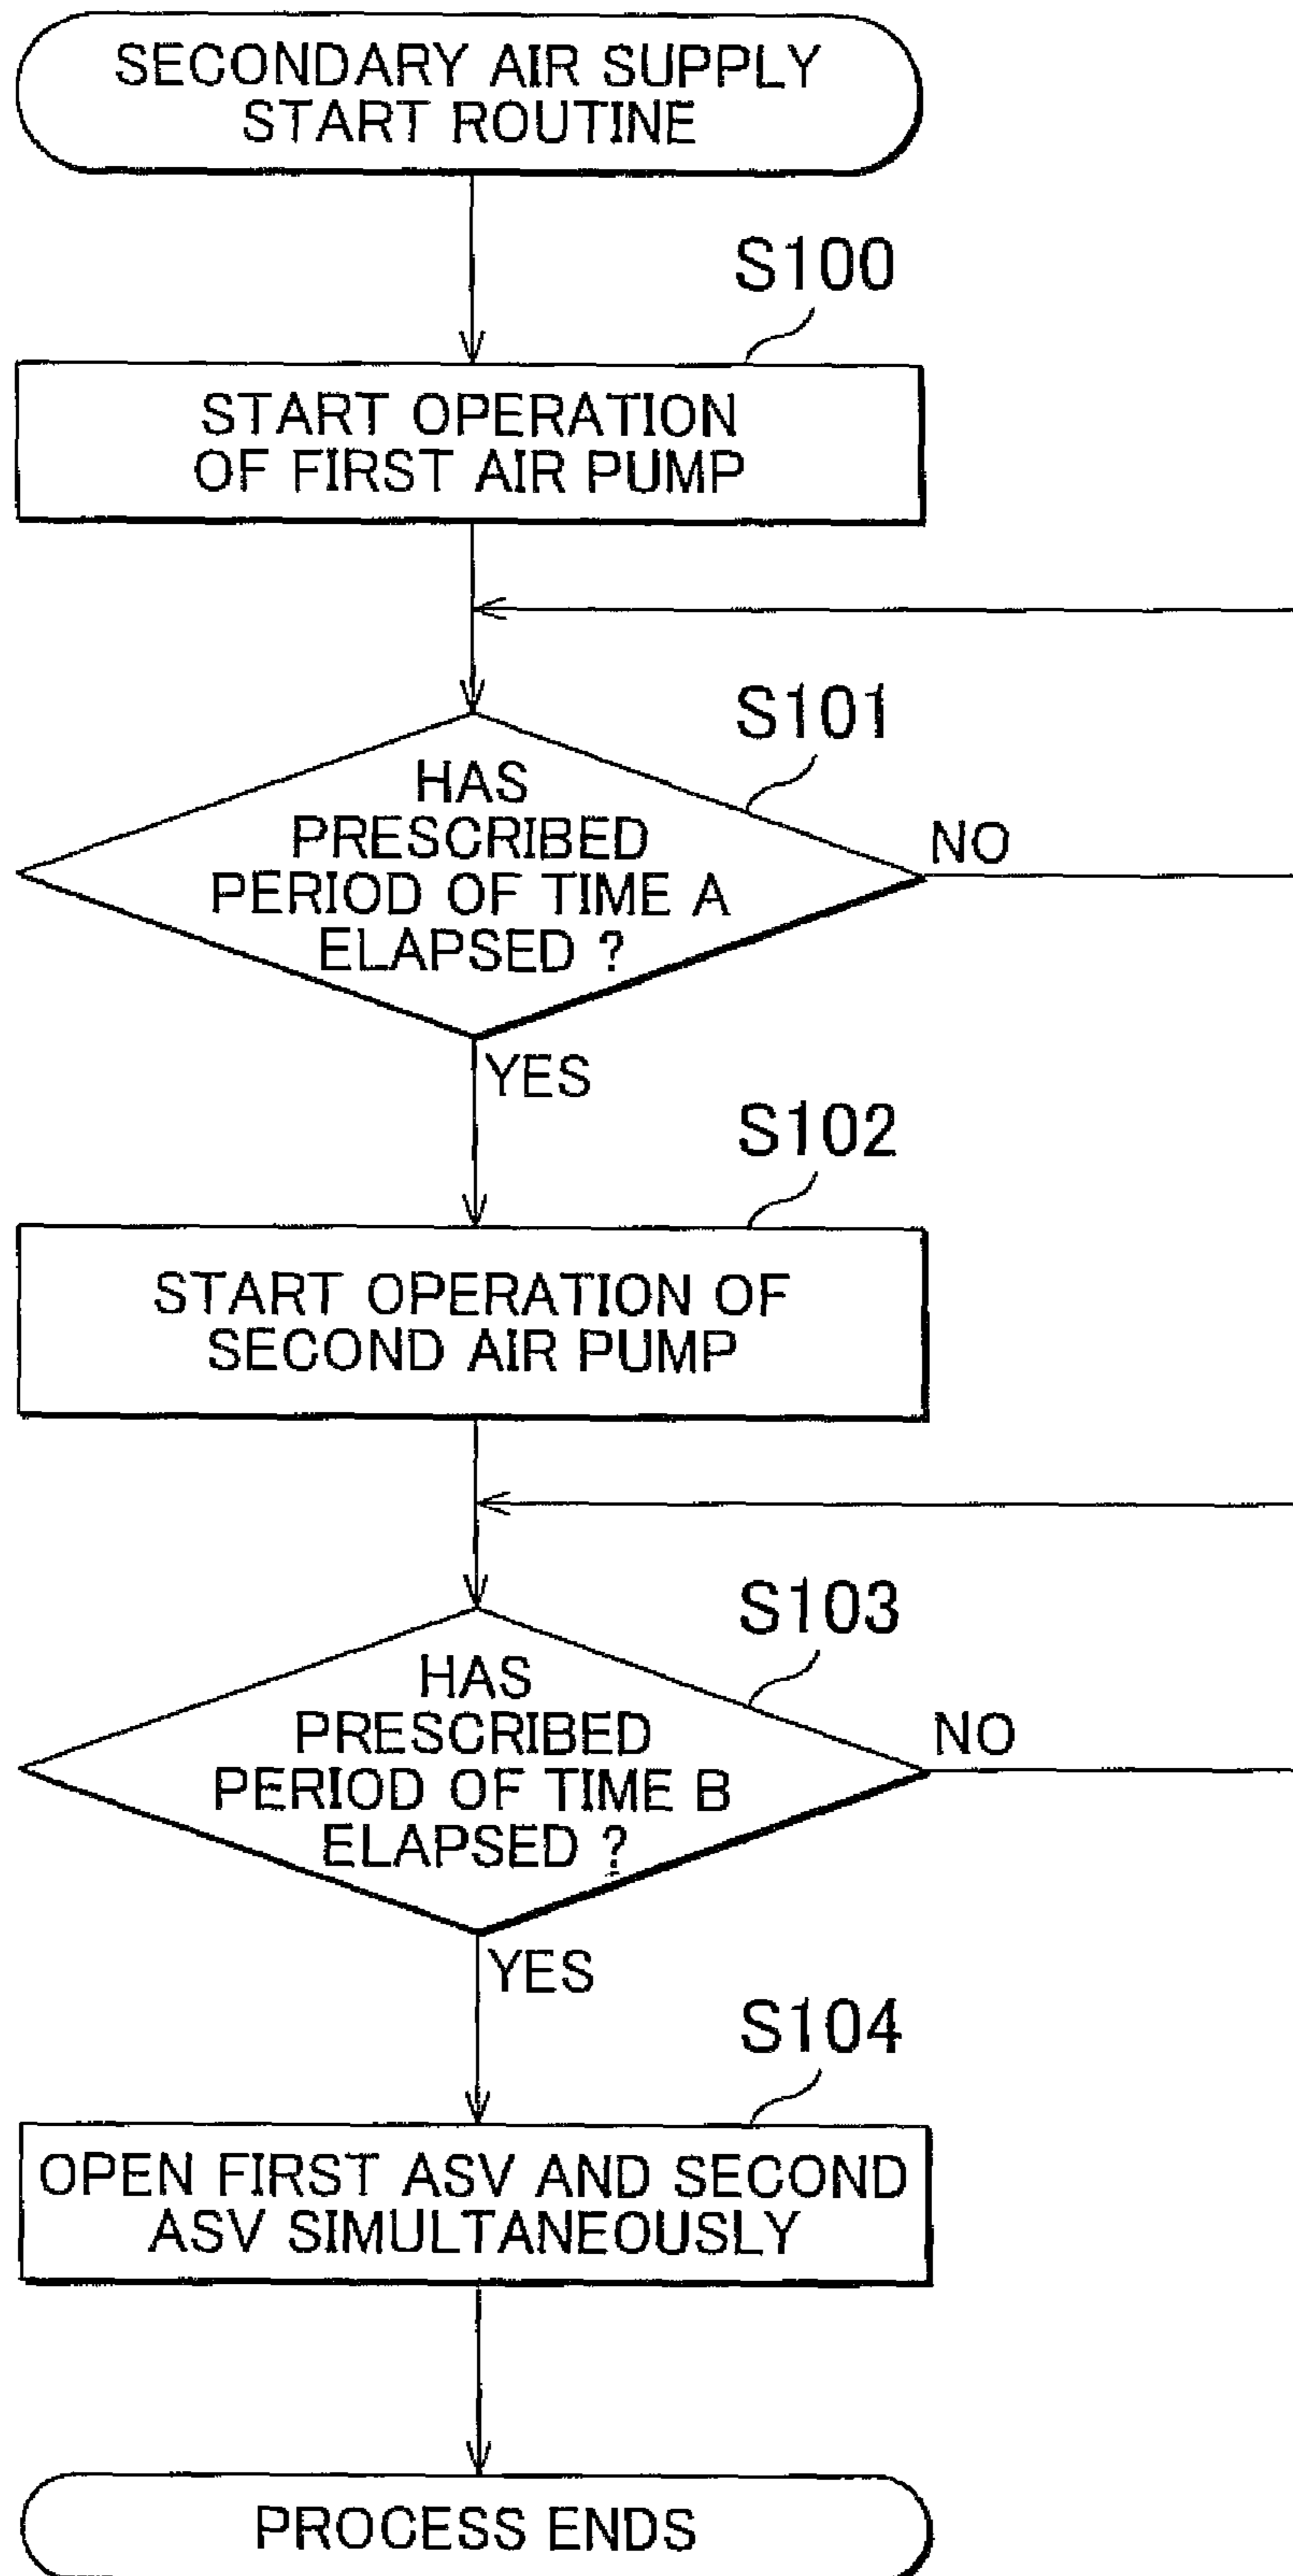 SECONDARY AIR SUPPLY
START ROUTINE
S100
START OPERATION
OF FIRST AIR PUMP
S101
HAS
PRESCRIBED
PERIOD OF TIME A
ELAPSED ?
NO
YES
S102
START OPERATION OF
SECOND AIR PUMP
S103
HAS
PRESCRIBED
PERIOD OF TIME B
ELAPSED ?
NO
YES
S104
OPEN FIRST ASV AND SECOND
ASV SIMULTANEOUSLY
PROCESS ENDS